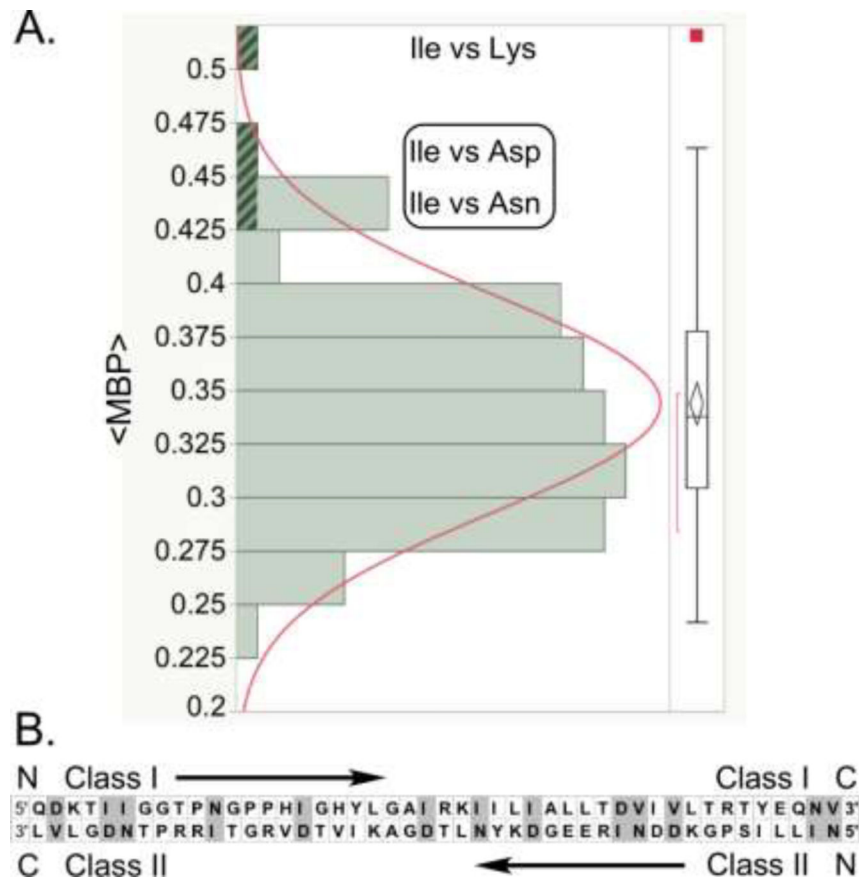 A.
0.5
0.475
0.45
0.425
0.4
0.375
0.35
0.325
0.3
0.275
0.25
0.225
0.2
<MBP>
Ile vs Lys
Ile vs Asp
Ile vs Asn
B.
N Class I Class I C
5' Q D K T I I G G T P N G P P H I G H Y L G A I R K I I L I A L L T D V I V L T R T Y E Q N V 3'
3' L V L G D N T P R R I T G R V D T V I K A G D T L N Y K D G E E R I N D D K G P S I L L I N 5'
C Class II Class II N